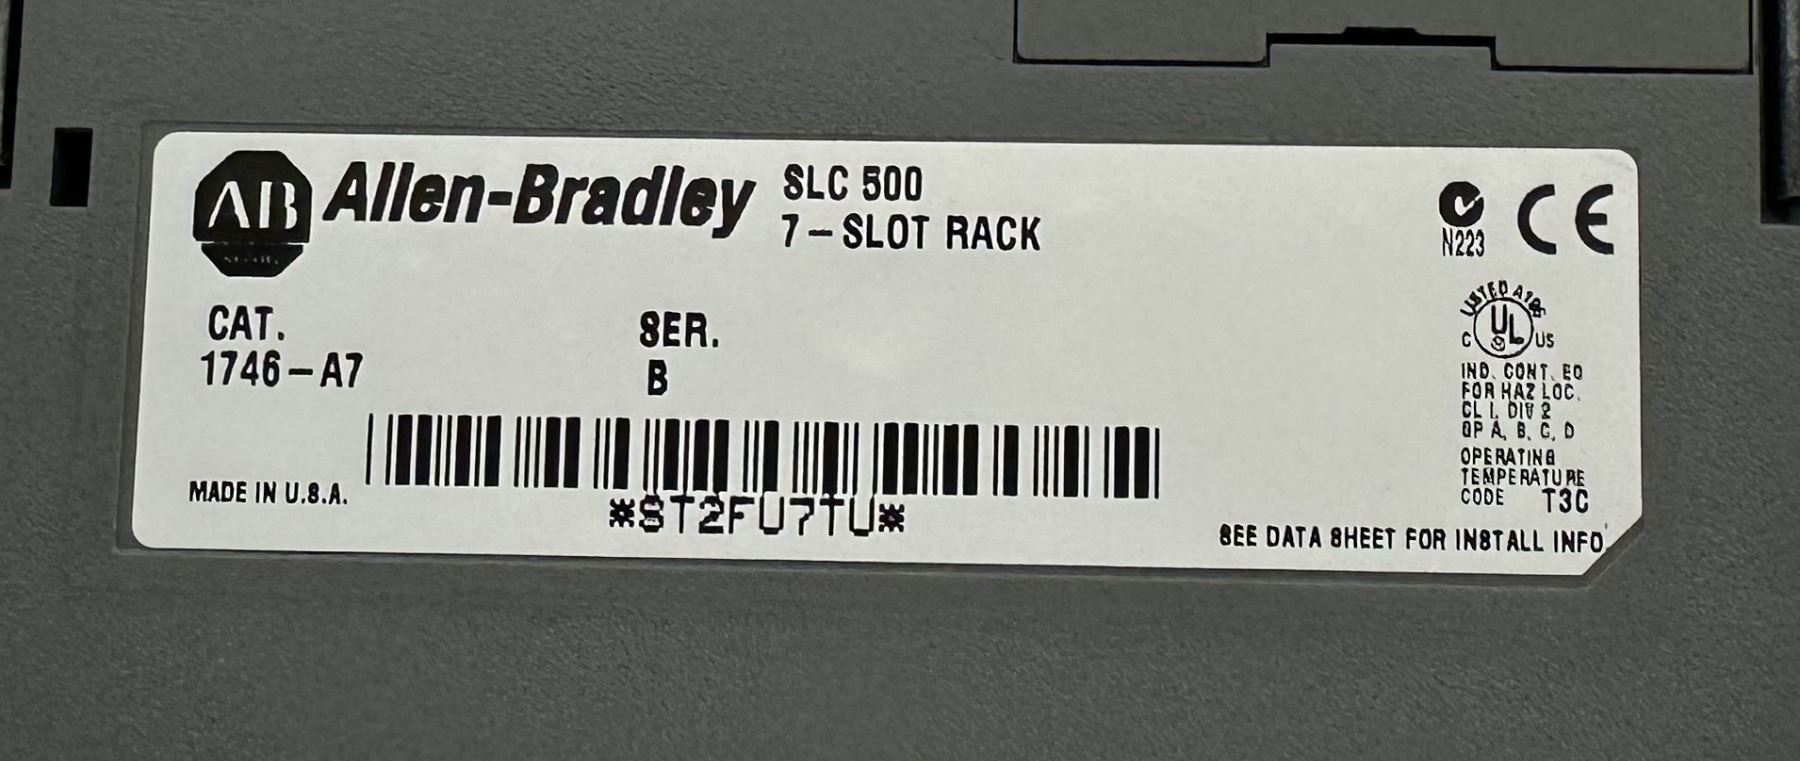 AB
Allen-Bradley
SLC 500
7-SLOT RACK
N223
CE
CAT.
1746-A7
SER.
B
LISTED
C UL US
IND. CONT. EQ
FOR HAZ LOC.
CL I, DIV 2
GP A, B, C, D
OPERATING
TEMPERATURE
CODE T3C
MADE IN U.S.A.
*ST2FU7TU*
SEE DATA SHEET FOR INSTALL INFO.